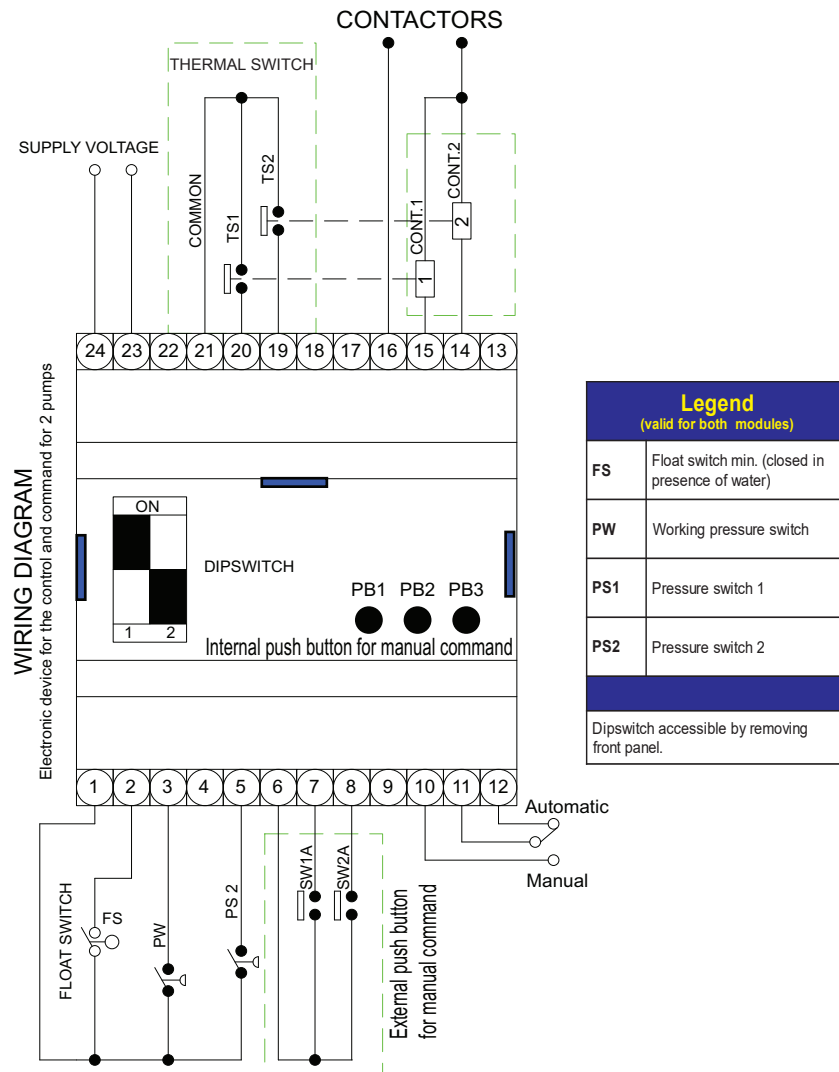 CONTACTORS
THERMAL SWITCH
SUPPLY VOLTAGE
COMMON
TS1
TS2
CONT.1
CONT.2
1
2
24 23 22 21 20 19 18 17 16 15 14 13
WIRING DIAGRAM
Electronic device for the control and command for 2 pumps
ON
1 2
DIPSWITCH
PB1 PB2 PB3
Internal push button for manual command
1 2 3 4 5 6 7 8 9 10 11 12
FLOAT SWITCH
FS
PW
PS 2
SW1A
SW2A
External push button
for manual command
Automatic
Manual
Legend
(valid for both modules)
FS
Float switch min. (closed in
presence of water)
PW
Working pressure switch
PS1
Pressure switch 1
PS2
Pressure switch 2
Dipswitch accessible by removing
front panel.